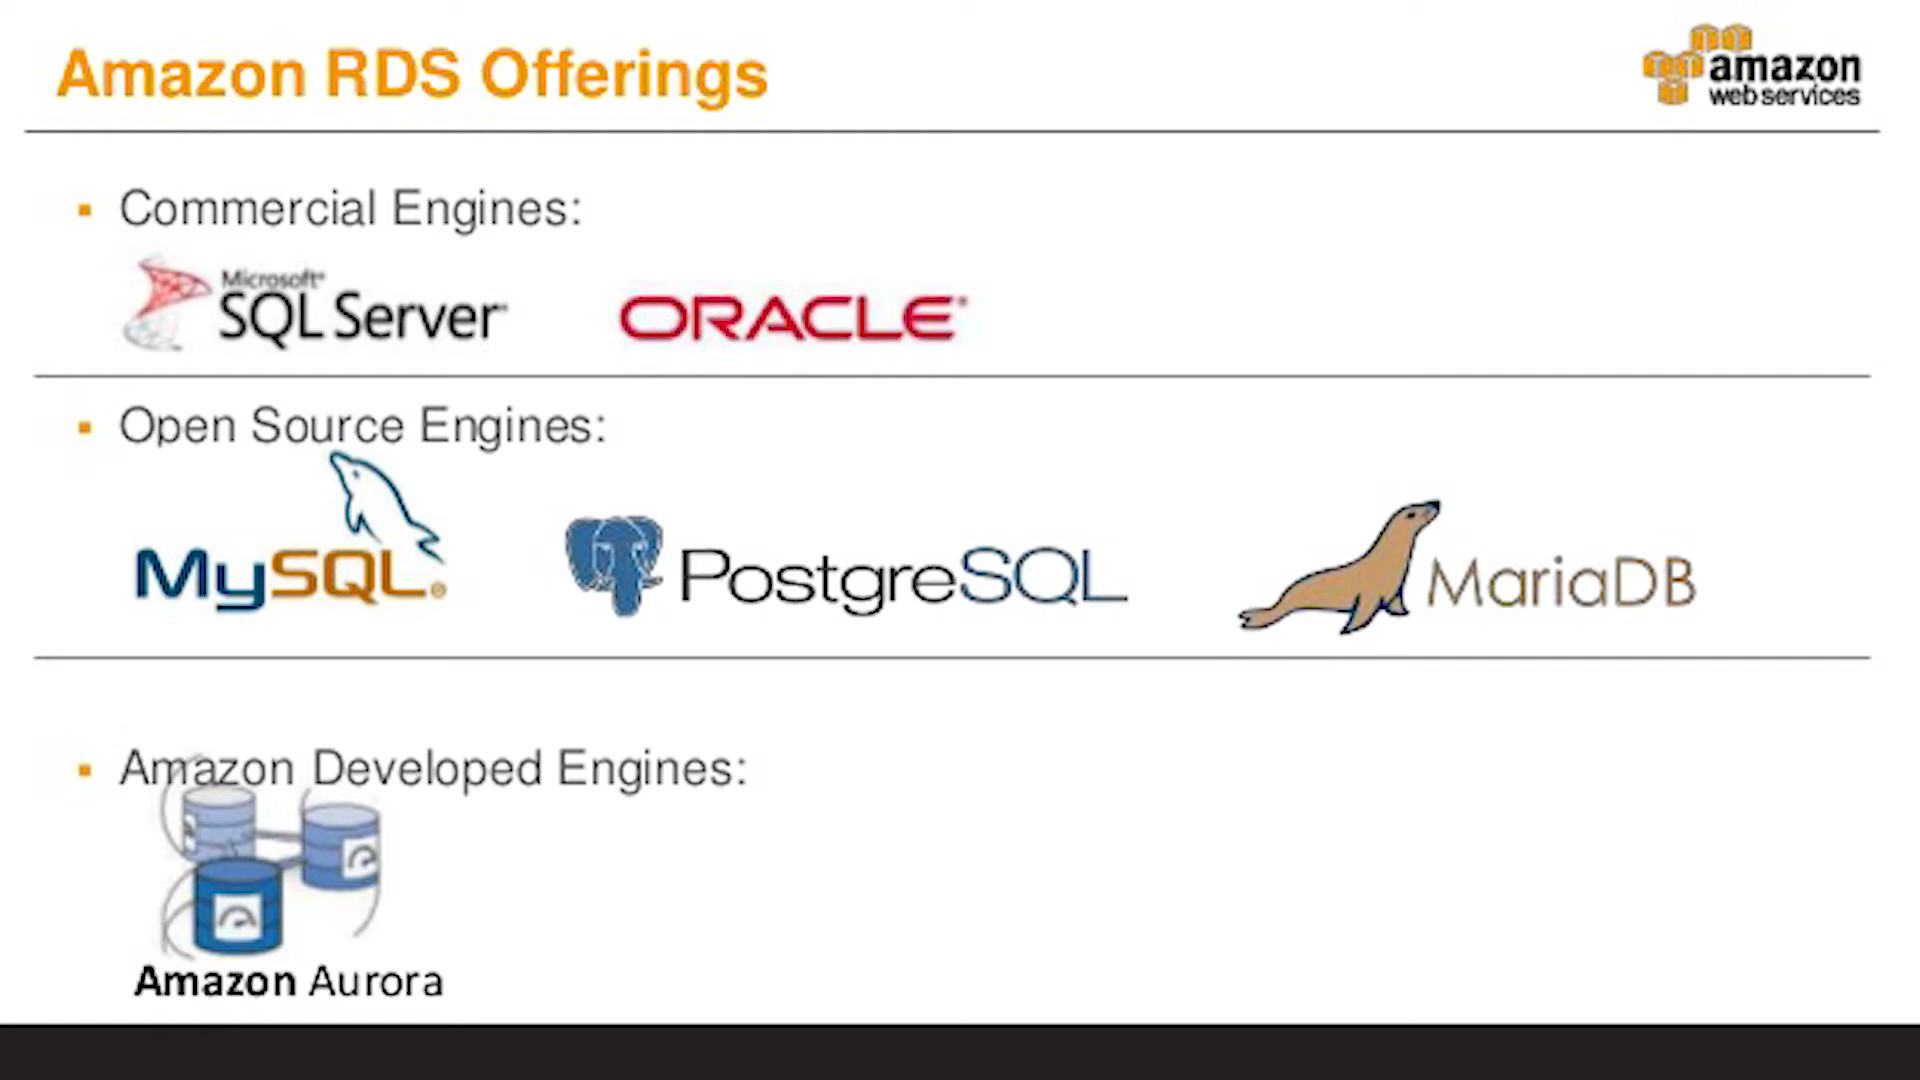 Amazon RDS Offerings
amazon
web services
Commercial Engines:
Microsoft®
SQL Server
ORACLE®
Open Source Engines:
MySQL®
PostgreSQL
MariaDB
Amazon Developed Engines:
Amazon Aurora